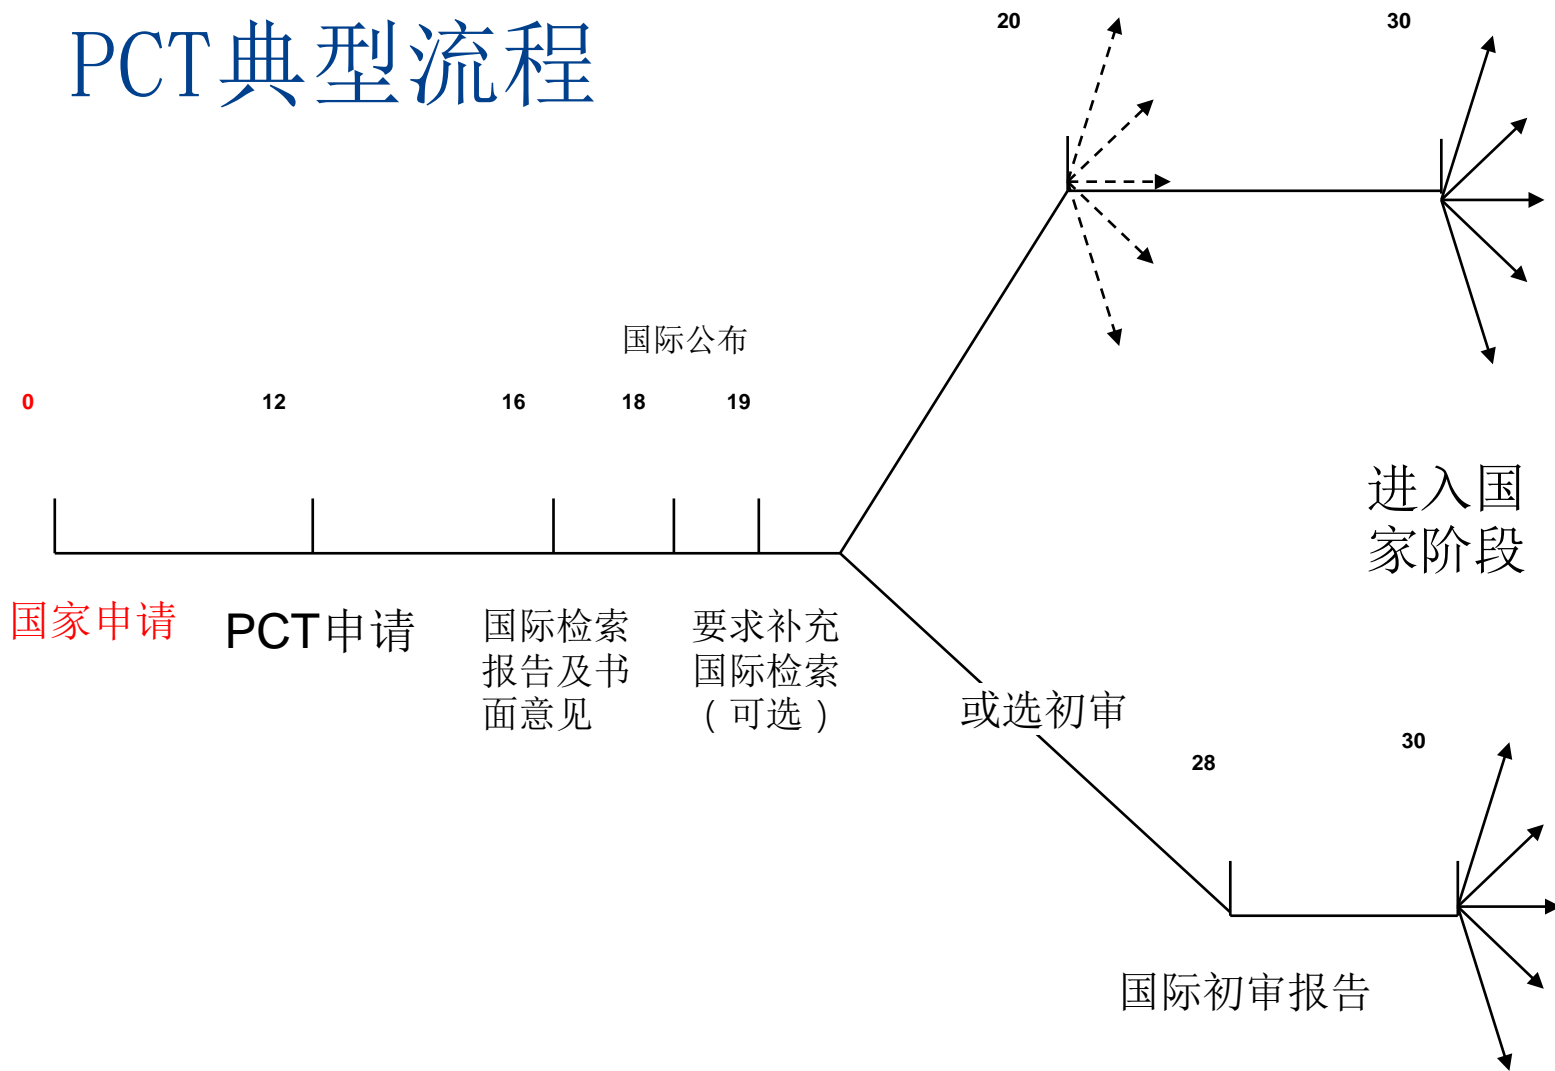 PCT典型流程
20
30
国际公布
0
12
16
18
19
进入国
家阶段
国家申请
PCT申请
国际检索
报告及书
面意见
要求补充
国际检索
（可选）
或选初审
28
30
国际初审报告